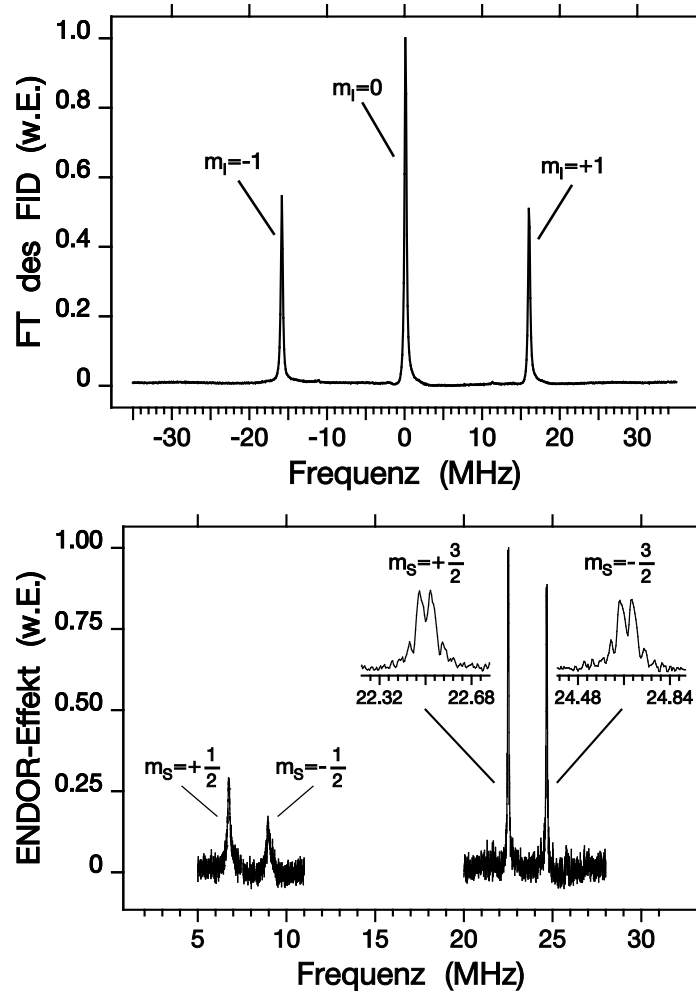 FT des FID (w.E.)
1.0
0.8
0.6
0.4
0.2
0
m_I=-1
m_I=0
m_I=+1
-30 -20 -10 0 10 20 30
Frequenz (MHz)
ENDOR-Effekt (w.E.)
1.00
0.75
0.50
0.25
0
m_S=+3/2
m_S=-3/2
22.32 22.68
24.48 24.84
m_S=+1/2
m_S=-1/2
5 10 15 20 25 30
Frequenz (MHz)